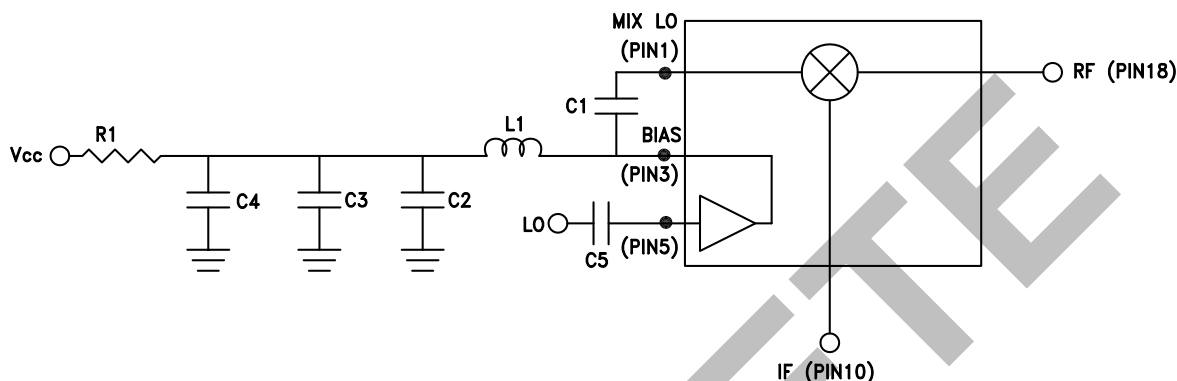 MIX LO
(PIN1)
RF (PIN18)
C1
R1
L1
BIAS
Vcc
(PIN3)
C4
C3
C2
LO
(PIN5)
C5
IF (PIN10)
TE